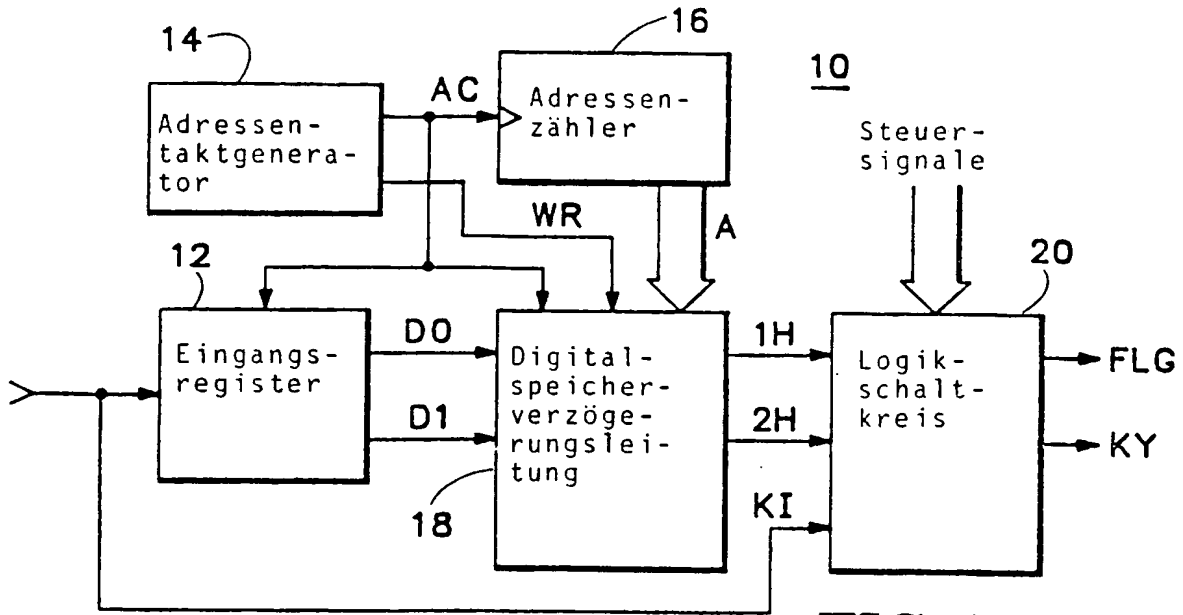 14
16
10
AC
Adressen-
taktgenera-
tor
Adressen-
zähler
Steuer-
signale
WR
A
12
20
Eingangs-
register
D0
D1
Digital-
speicher-
verzöge-
rungslei-
tung
18
1H
2H
KI
Logik-
schalt-
kreis
FLG
KY